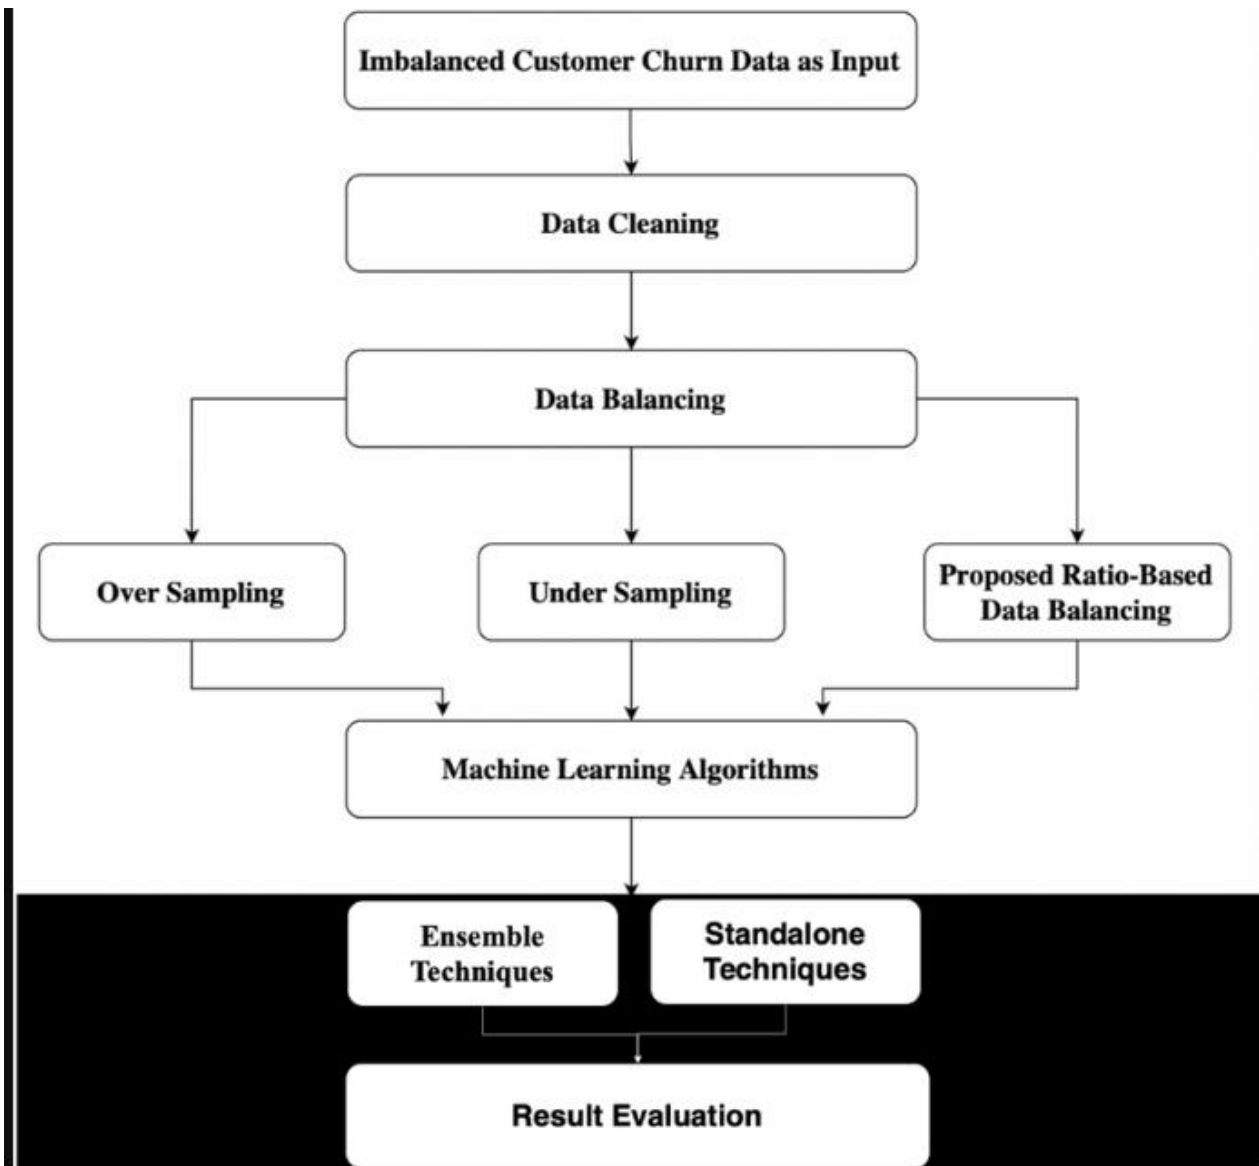 Imbalanced Customer Churn Data as Input
Data Cleaning
Data Balancing
Over Sampling
Under Sampling
Proposed Ratio-Based
Data Balancing
Machine Learning Algorithms
Ensemble
Techniques
Standalone
Techniques
Result Evaluation